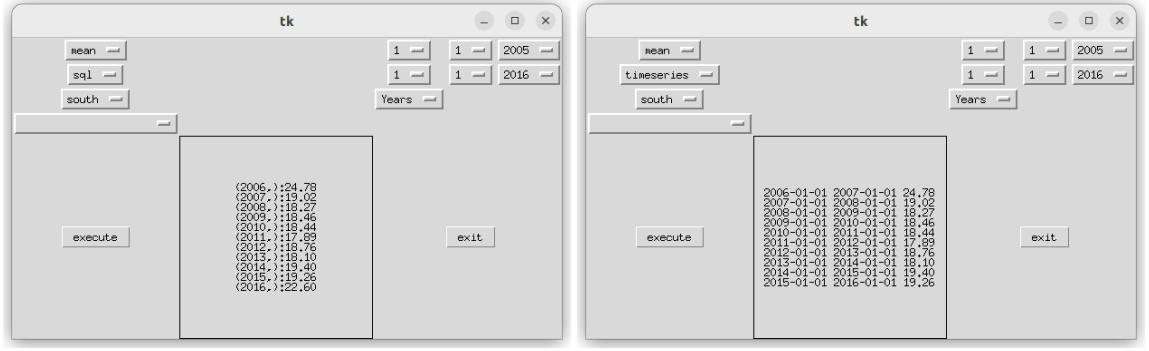 tk
mean 1 1 2005
sql 1 1 2016
south Years
(2006,):24.78
(2007,):19.02
(2008,):18.27
(2009,):18.46
(2010,):18.44
(2011,):17.89
(2012,):18.76
(2013,):18.10
(2014,):19.40
(2015,):19.26
(2016,):22.60
execute
exit
tk
mean 1 1 2005
timeseries 1 1 2016
south Years
2006-01-01 2007-01-01 24.78
2007-01-01 2008-01-01 19.02
2008-01-01 2009-01-01 18.27
2009-01-01 2010-01-01 18.46
2010-01-01 2011-01-01 18.44
2011-01-01 2012-01-01 17.89
2012-01-01 2013-01-01 18.76
2013-01-01 2014-01-01 18.10
2014-01-01 2015-01-01 19.40
2015-01-01 2016-01-01 19.26
execute
exit